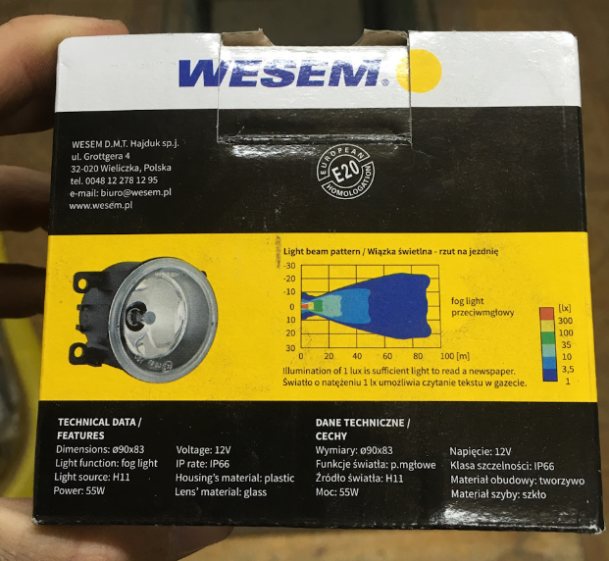 WESEM.
WESEM D.M.T. Hajduk sp.j.
ul. Grottgera 4
32-020 Wieliczka, Polska
tel. 0048 12 278 12 95
e-mail: biuro@wesem.pl
www.wesem.pl
EUROPEAN
E20
HOMOLOGATION
Light beam pattern / Wiązka świetlna - rzut na jezdnię
-30
-20
-10
0
10
20
30
0 20 40 60 80 100 [m]
fog light
przeciwmgłowy
[lx]
300
100
35
10
3,5
1
Illumination of 1 lux is sufficient light to read a newspaper.
Światło o natężeniu 1 lx umożliwia czytanie tekstu w gazecie.
TECHNICAL DATA /
FEATURES
Dimensions: ø90x83
Light function: fog light
Light source: H11
Power: 55W
Voltage: 12V
IP rate: IP66
Housing's material: plastic
Lens' material: glass
DANE TECHNICZNE /
CECHY
Wymiary: ø90x83
Funkcje światła: p.mgłowe
Źródło światła: H11
Moc: 55W
Napięcie: 12V
Klasa szczelności: IP66
Materiał obudowy: tworzywo
Materiał szyby: szkło